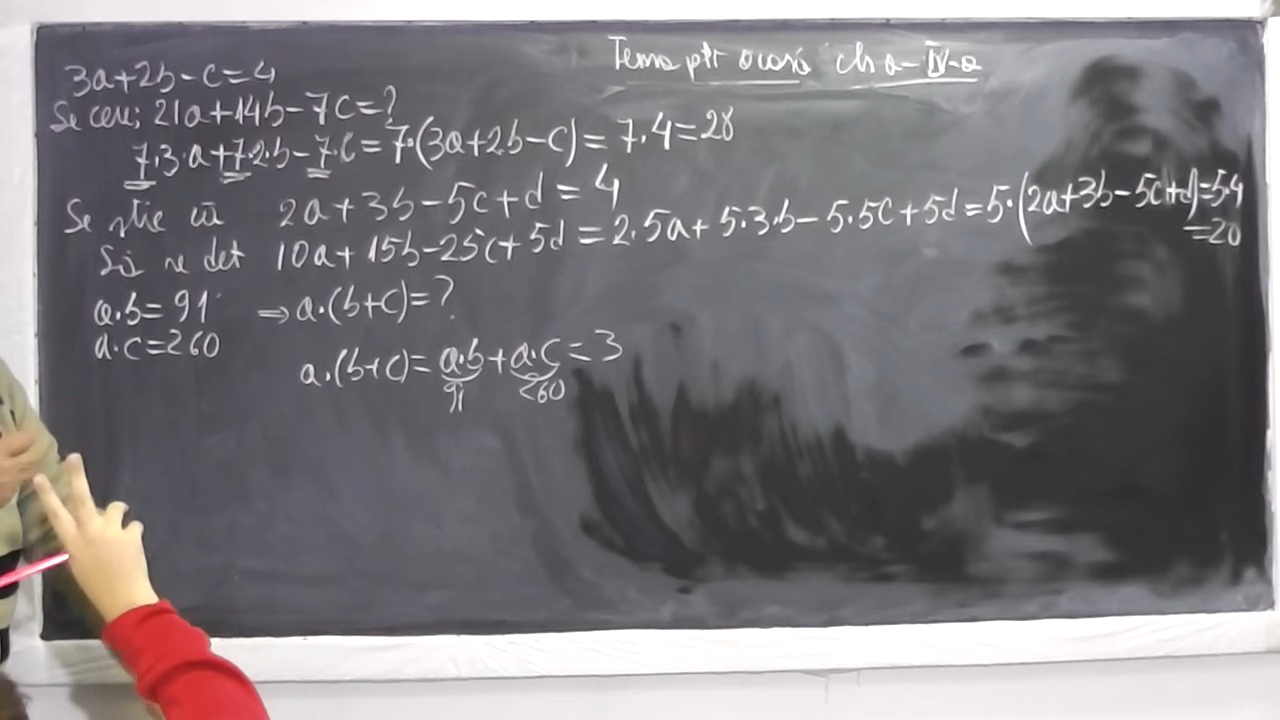 Tema ptr acasă cls a-IV-a
3a+2b-c=4
Se cere; 21a+14b-7c=?
7·3·a+7·2·b-7·c=7·(3a+2b-c)=7·4=28
Se știe că 2a+3b-5c+d=4
Să se det 10a+15b-25c+5d=2·5a+5·3·b-5·5c+5d=5·(2a+3b-5c+d)=5·4
=20
a·b=91 ⇒a·(b+c)=?
a·c=260
a·(b+c)=a·b+a·c=3
91 260